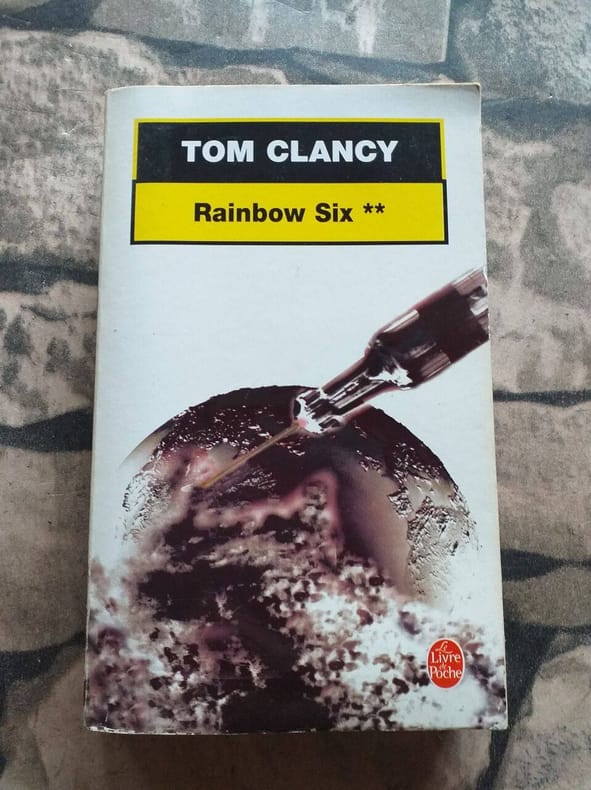 TOM CLANCY
Rainbow Six **
Le
Livre
de
Poche